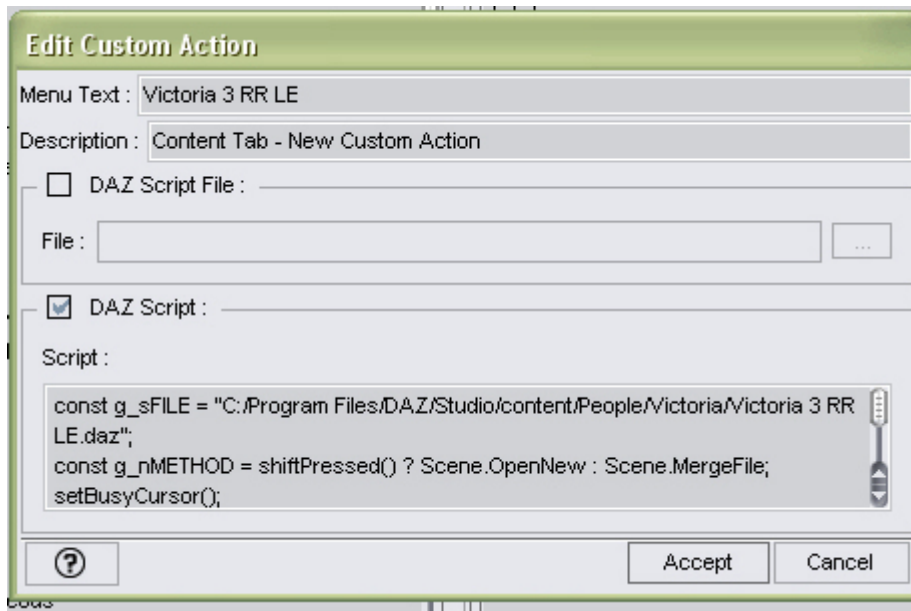 Edit Custom Action
Menu Text : Victoria 3 RR LE
Description : Content Tab - New Custom Action
DAZ Script File :
File :
...
DAZ Script :
Script :
const g_sFILE = "C:/Program Files/DAZ/Studio/content/People/Victoria/Victoria 3 RR
LE.daz";
const g_nMETHOD = shiftPressed() ? Scene.OpenNew : Scene.MergeFile;
setBusyCursor();
? Accept Cancel